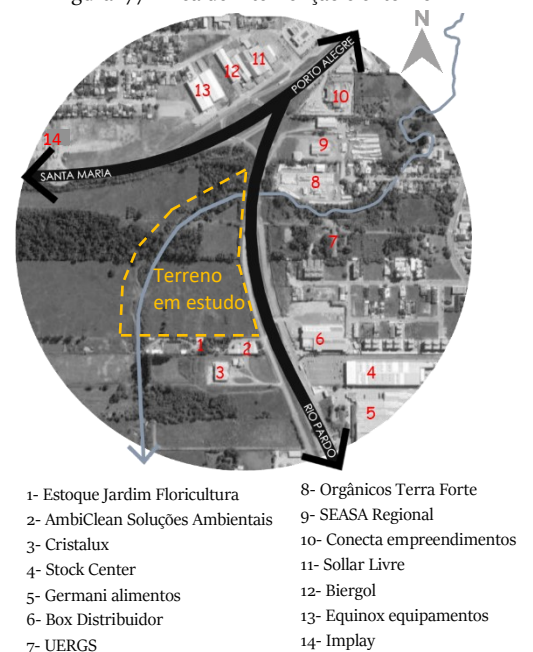 N
PORTO ALEGRE
11
12
13
10
14
9
SANTA MARIA
8
7
Terreno
em estudo
1
2
6
3
4
5
RIO PARDO
1- Estoque Jardim Floricultura
2- AmbiClean Soluções Ambientais
3- Cristalux
4- Stock Center
5- Germani alimentos
6- Box Distribuidor
7- UERGS
8- Orgânicos Terra Forte
9- SEASA Regional
10- Conecta empreendimentos
11- Sollar Livre
12- Biergol
13- Equinox equipamentos
14- Implay